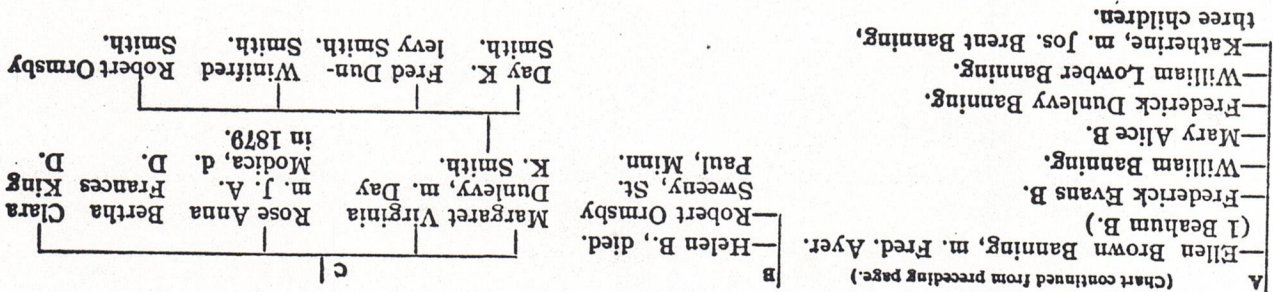 A (Chart continued from preceding page.)
—Ellen Brown Banning, m. Fred. Ayer.
(1 Beahum B.)
—Frederick Evans B.
—William Banning.
—Mary Alice B.
—Frederick Dunlevy Banning.
—William Lowber Banning.
—Katherine, m. Jos. Brent Banning,
three children.
B
—Helen B., died.
—Robert Ormsby
Sweeny, St.
Paul, Minn.
C
Margaret Virginia
Dunlevy, m. Day
K. Smith.
Rose Anna
m. J. A.
Modica, d.
in 1879.
Bertha
Frances
D.
Clara
King
D.
Day K.
Smith.
Fred Dun-
levy Smith.
Winifred
Smith.
Robert Ormsby
Smith.